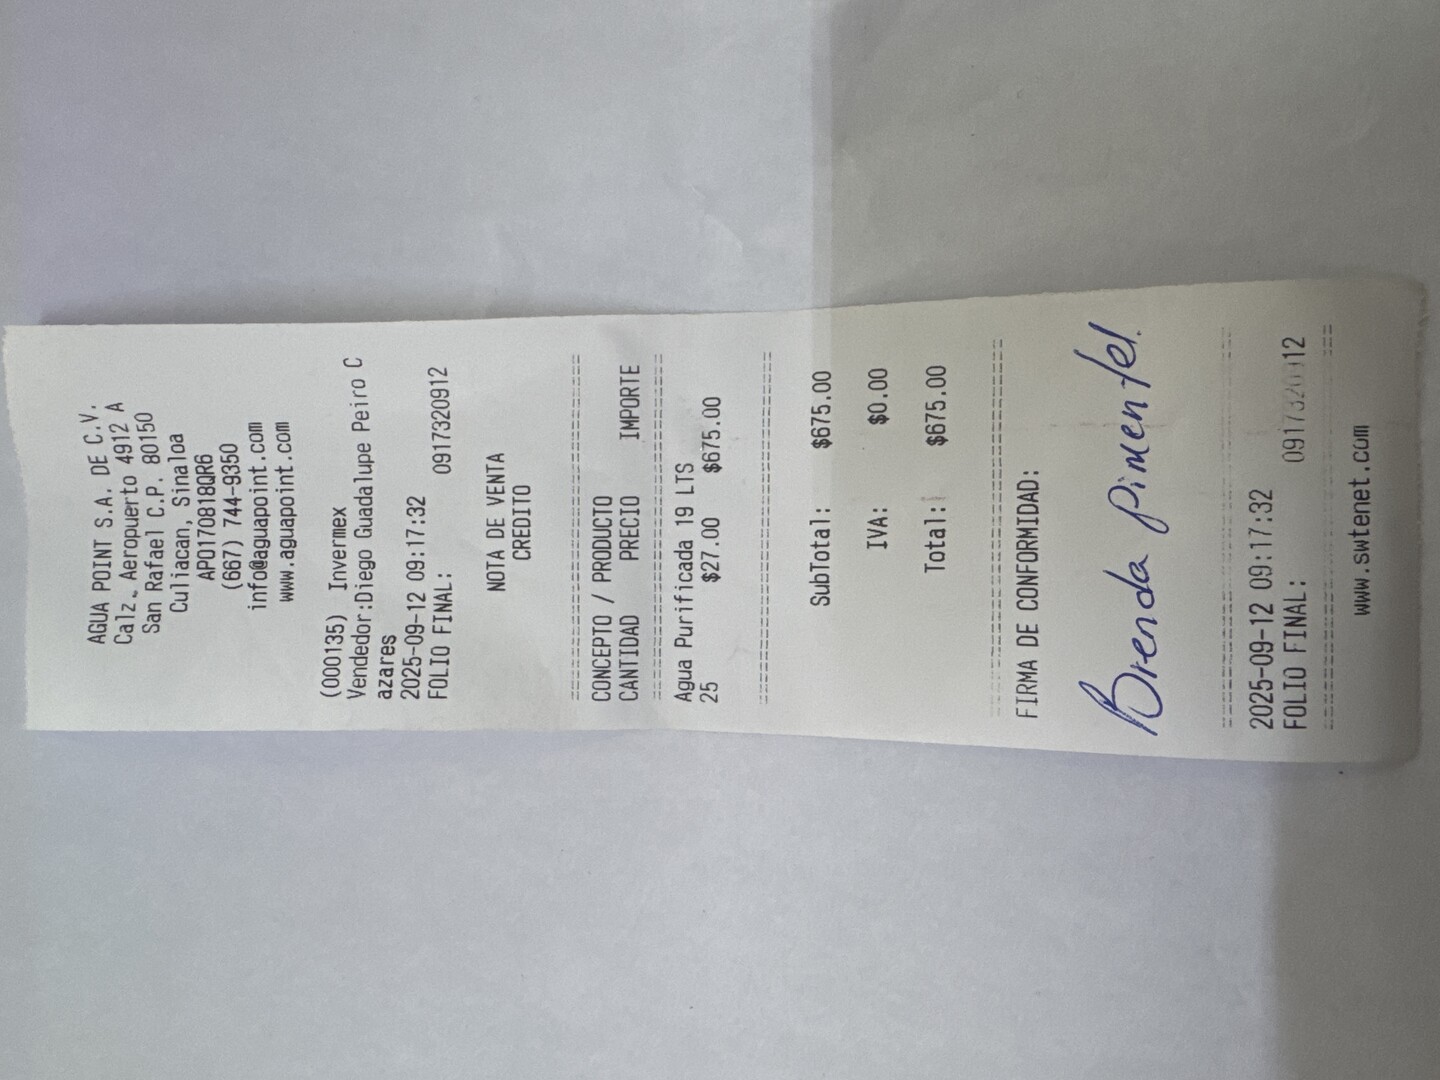 AGUA POINT S.A. DE C.V.
Calz. Aeropuerto 4912 A
San Rafael C.P. 80150
Culiacan, Sinaloa
APO170818QR6
(667) 744-9350
info@aguapoint.com
www.aguapoint.com
(000135) Invermex
Vendedor:Diego Guadalupe Peiro C
azares
2025-09-12 09:17:32
FOLIO FINAL: 0917320912
NOTA DE VENTA
CREDITO
CONCEPTO / PRODUCTO
CANTIDAD PRECIO IMPORTE
Agua Purificada 19 LTS
25 $27.00 $675.00
SubTotal: $675.00
IVA: $0.00
Total: $675.00
FIRMA DE CONFORMIDAD:
Brenda Pimentel.
2025-09-12 09:17:32
FOLIO FINAL: 0917320912
www.swtenet.com